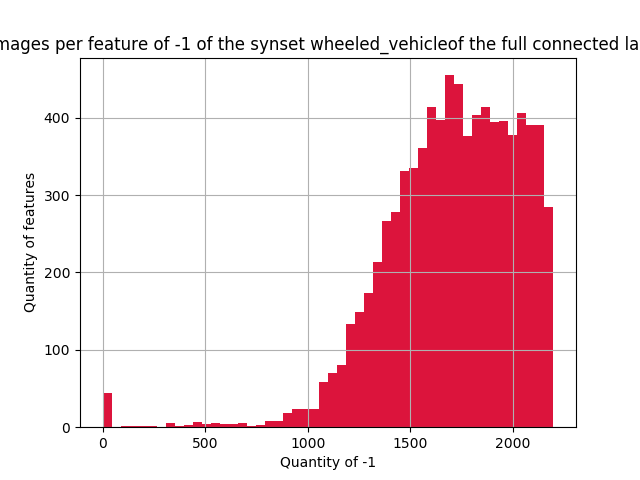 mages per feature of -1 of the synset wheeled_vehicleof the full connected la
400
300
200
100
0
Quantity of features
0 500 1000 1500 2000
Quantity of -1